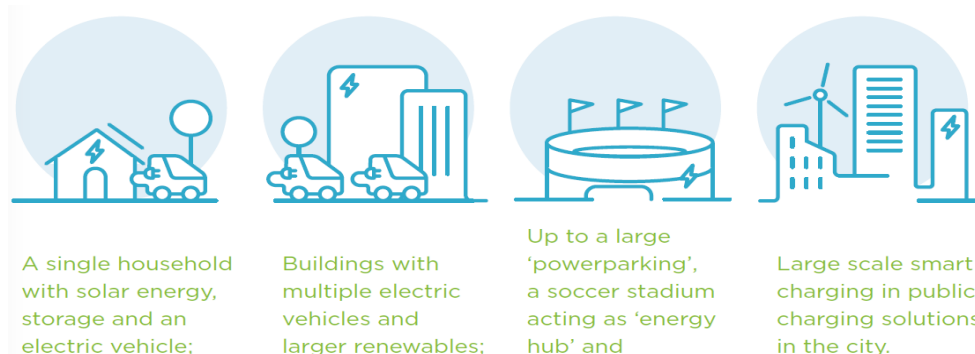 A single household
with solar energy,
storage and an
electric vehicle;
Buildings with
multiple electric
vehicles and
larger renewables;
Up to a large
‘powerparking’,
a soccer stadium
acting as ‘energy
hub’ and
Large scale smart
charging in public
charging solutions
in the city.